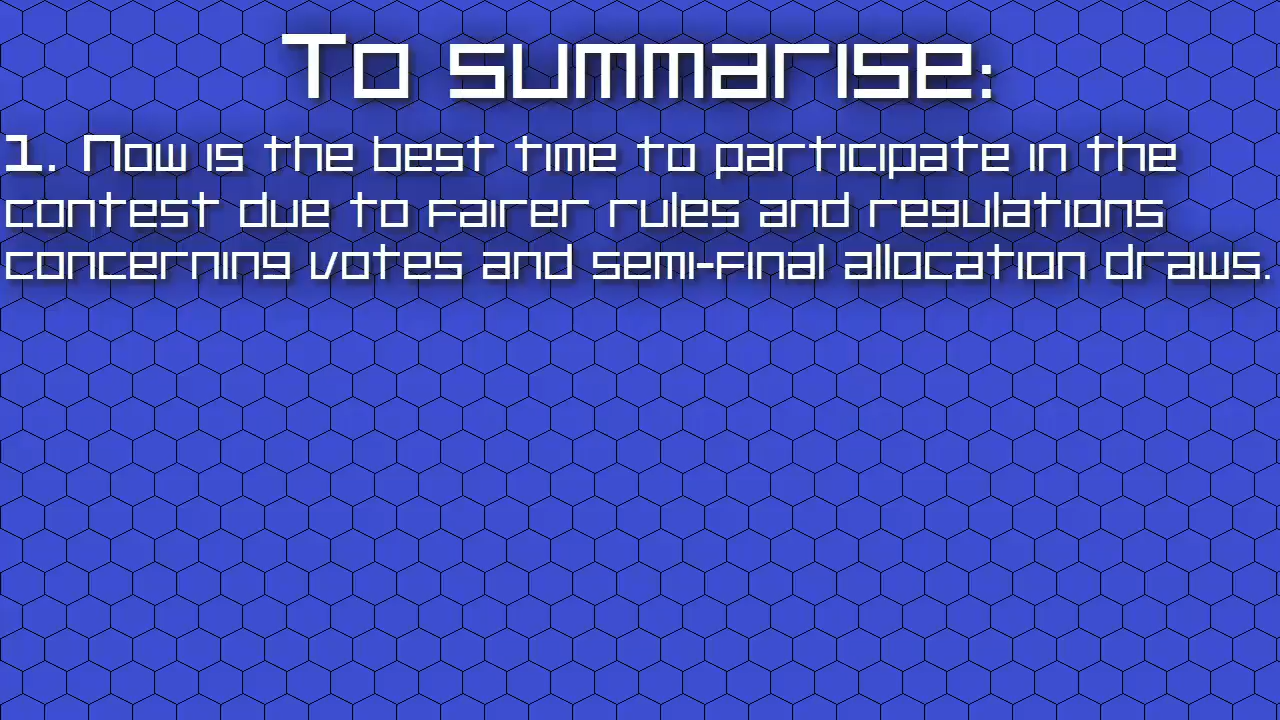 To summarise:
1. Now is the best time to participate in the
contest due to fairer rules and regulations
concerning votes and semi-final allocation draws.